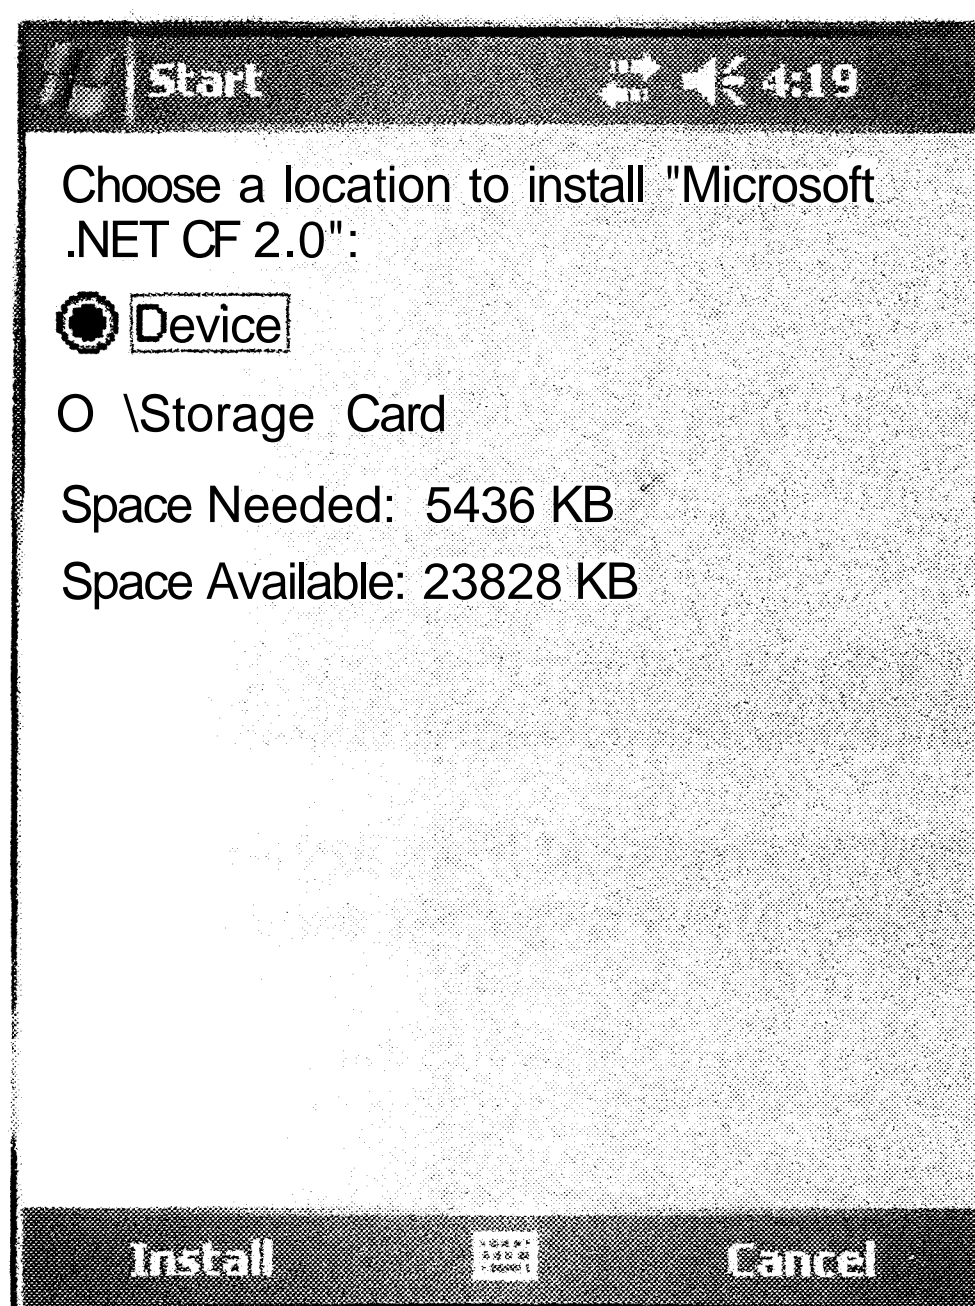 Start 4:19
Choose a location to install "Microsoft
.NET CF 2.0":
Device
\Storage Card
Space Needed: 5436 KB
Space Available: 23828 KB
Install Cancel